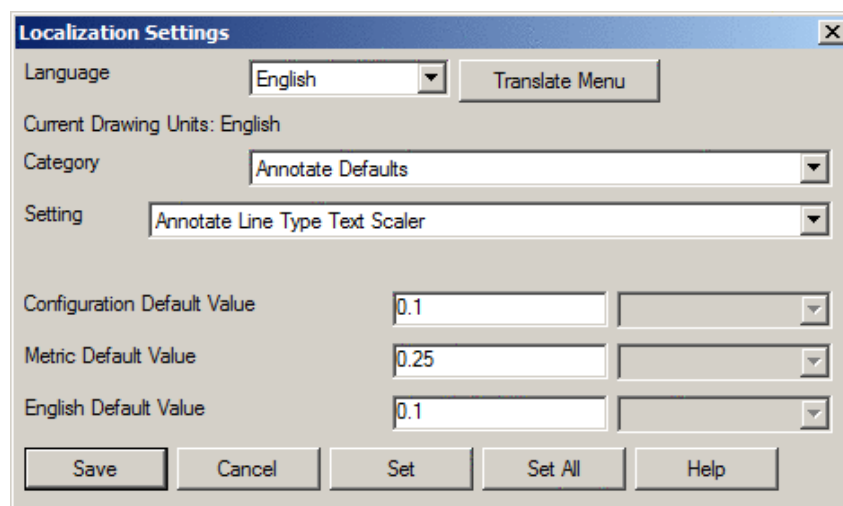 Localization Settings
Language English Translate Menu
Current Drawing Units: English
Category Annotate Defaults
Setting Annotate Line Type Text Scaler
Configuration Default Value 0.1
Metric Default Value 0.25
English Default Value 0.1
Save Cancel Set Set All Help